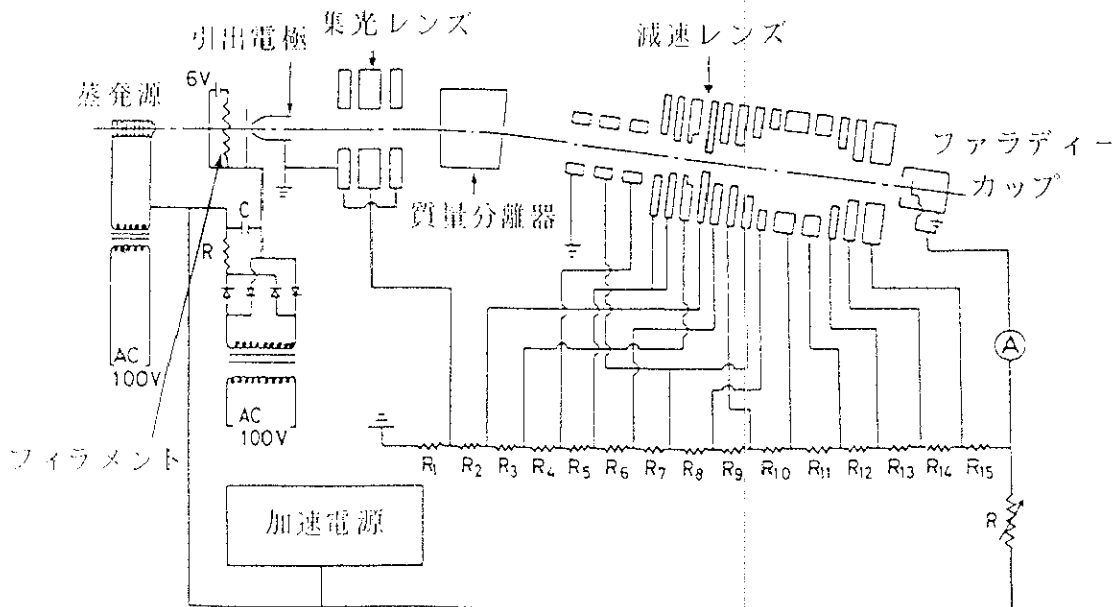 集光レンズ
減速レンズ
引出電極
6V
蒸発源
ファラディー
カップ
質量分離器
C
R
A
AC
100V
AC
100V
フィラメント
R1 R2 R3 R4 R5 R6 R7 R8 R9 R10 R11 R12 R13 R14 R15
加速電源
R